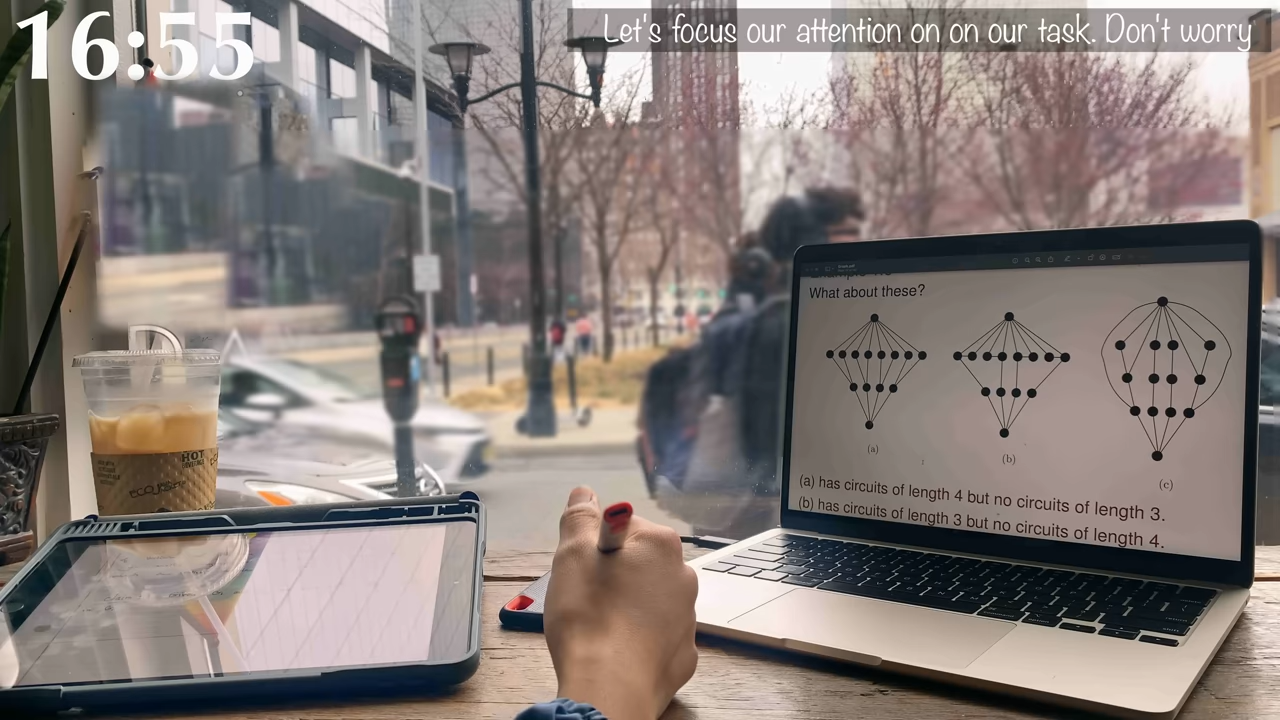 16:55
Let's focus our attention on on our task. Don't worry
What about these?
(a)
(b)
(c)
(a) has circuits of length 4 but no circuits of length 3.
(b) has circuits of length 3 but no circuits of length 4.
HOT